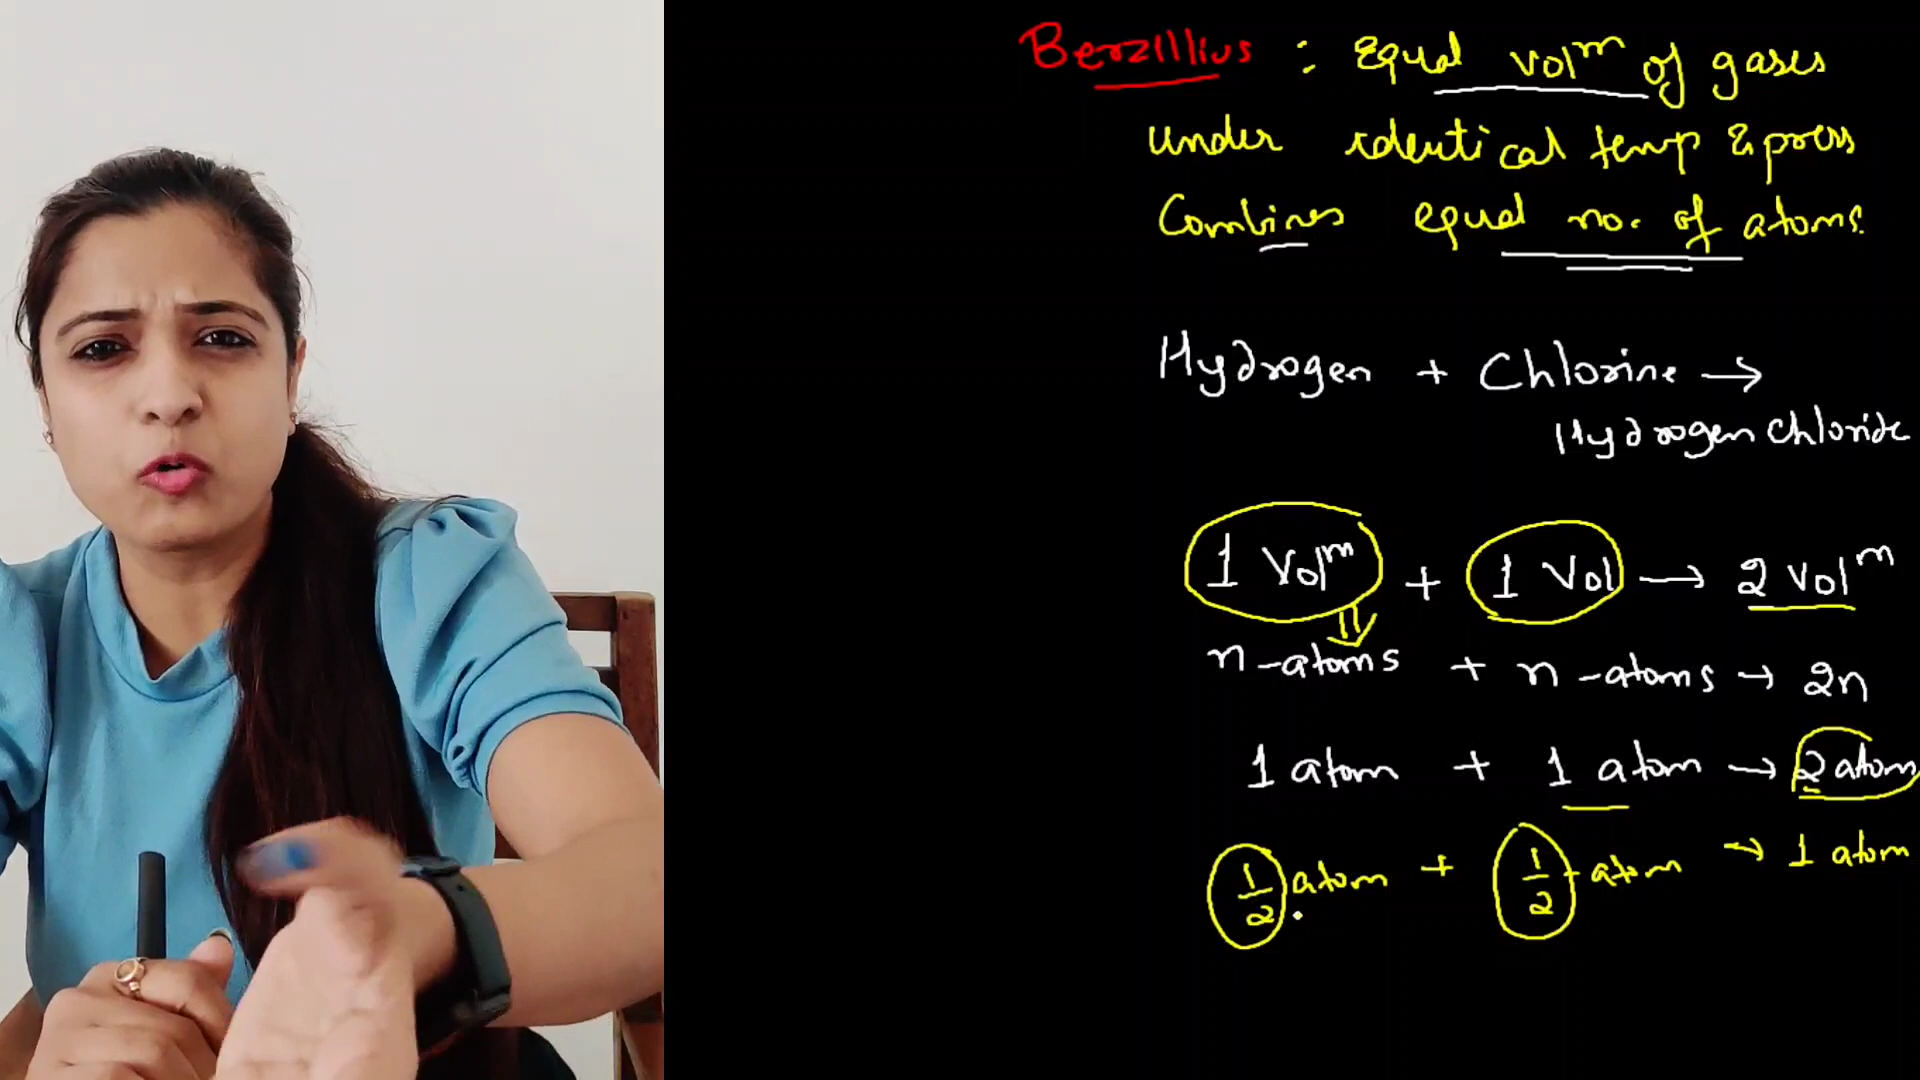 Berzillius : Equal volᵐ of gases
under identical temp & press
Combines equal no. of atoms.
Hydrogen + Chlorine →
Hydrogen chloride
1 Volᵐ + 1 Vol → 2 Volᵐ
n-atoms + n-atoms → 2n
1 atom + 1 atom → 2 atom
1/2 atom + 1/2 atom → 1 atom